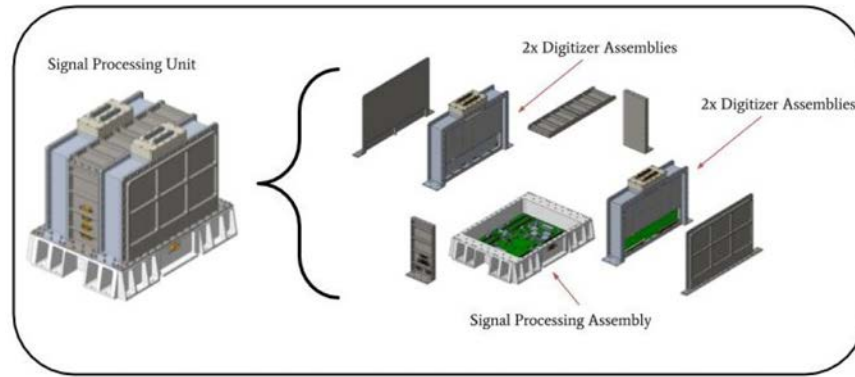 2x Digitizer Assemblies
Signal Processing Unit
2x Digitizer Assemblies
Signal Processing Assembly